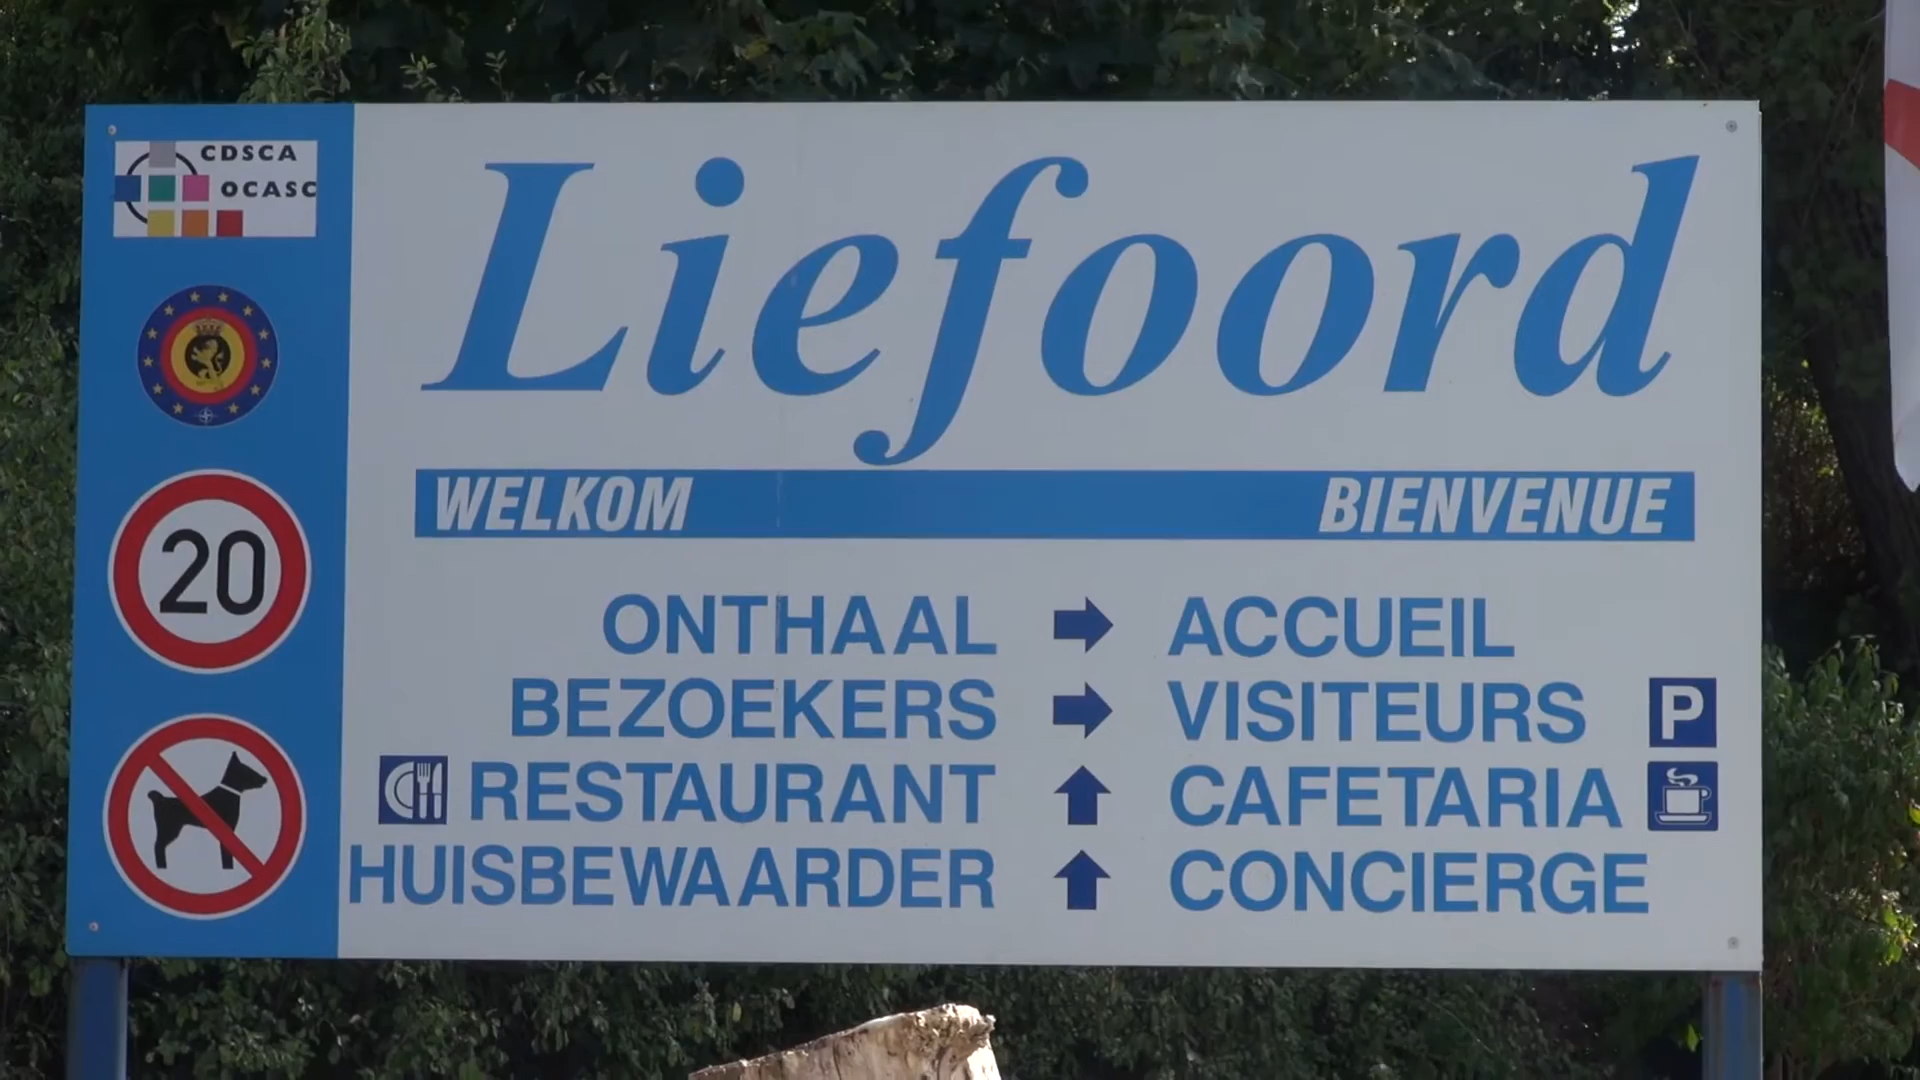 CDSCA
OCASC
Liefoord
WELKOM BIENVENUE
20
ONTHAAL ACCUEIL
BEZOEKERS VISITEURS P
RESTAURANT CAFETARIA
HUISBEWAARDER CONCIERGE